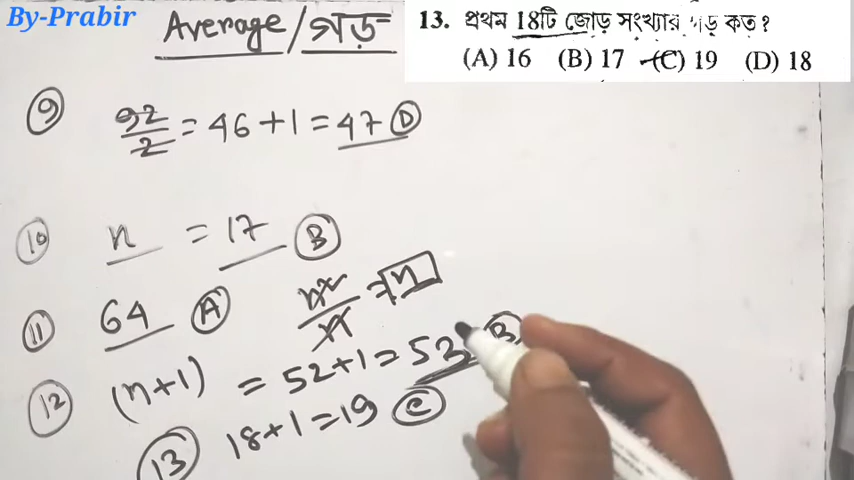 By-Prabir
Average/গড়
13. প্রথম 18টি জোড় সংখ্যার গড় কত?
(A) 16 (B) 17 (C) 19 (D) 18
9 92/2 = 46 + 1 = 47 D
10 n = 17 B
11 64 A n²/n = n
12 (n+1) = 52+1 = 53 B
13 18+1=19 C